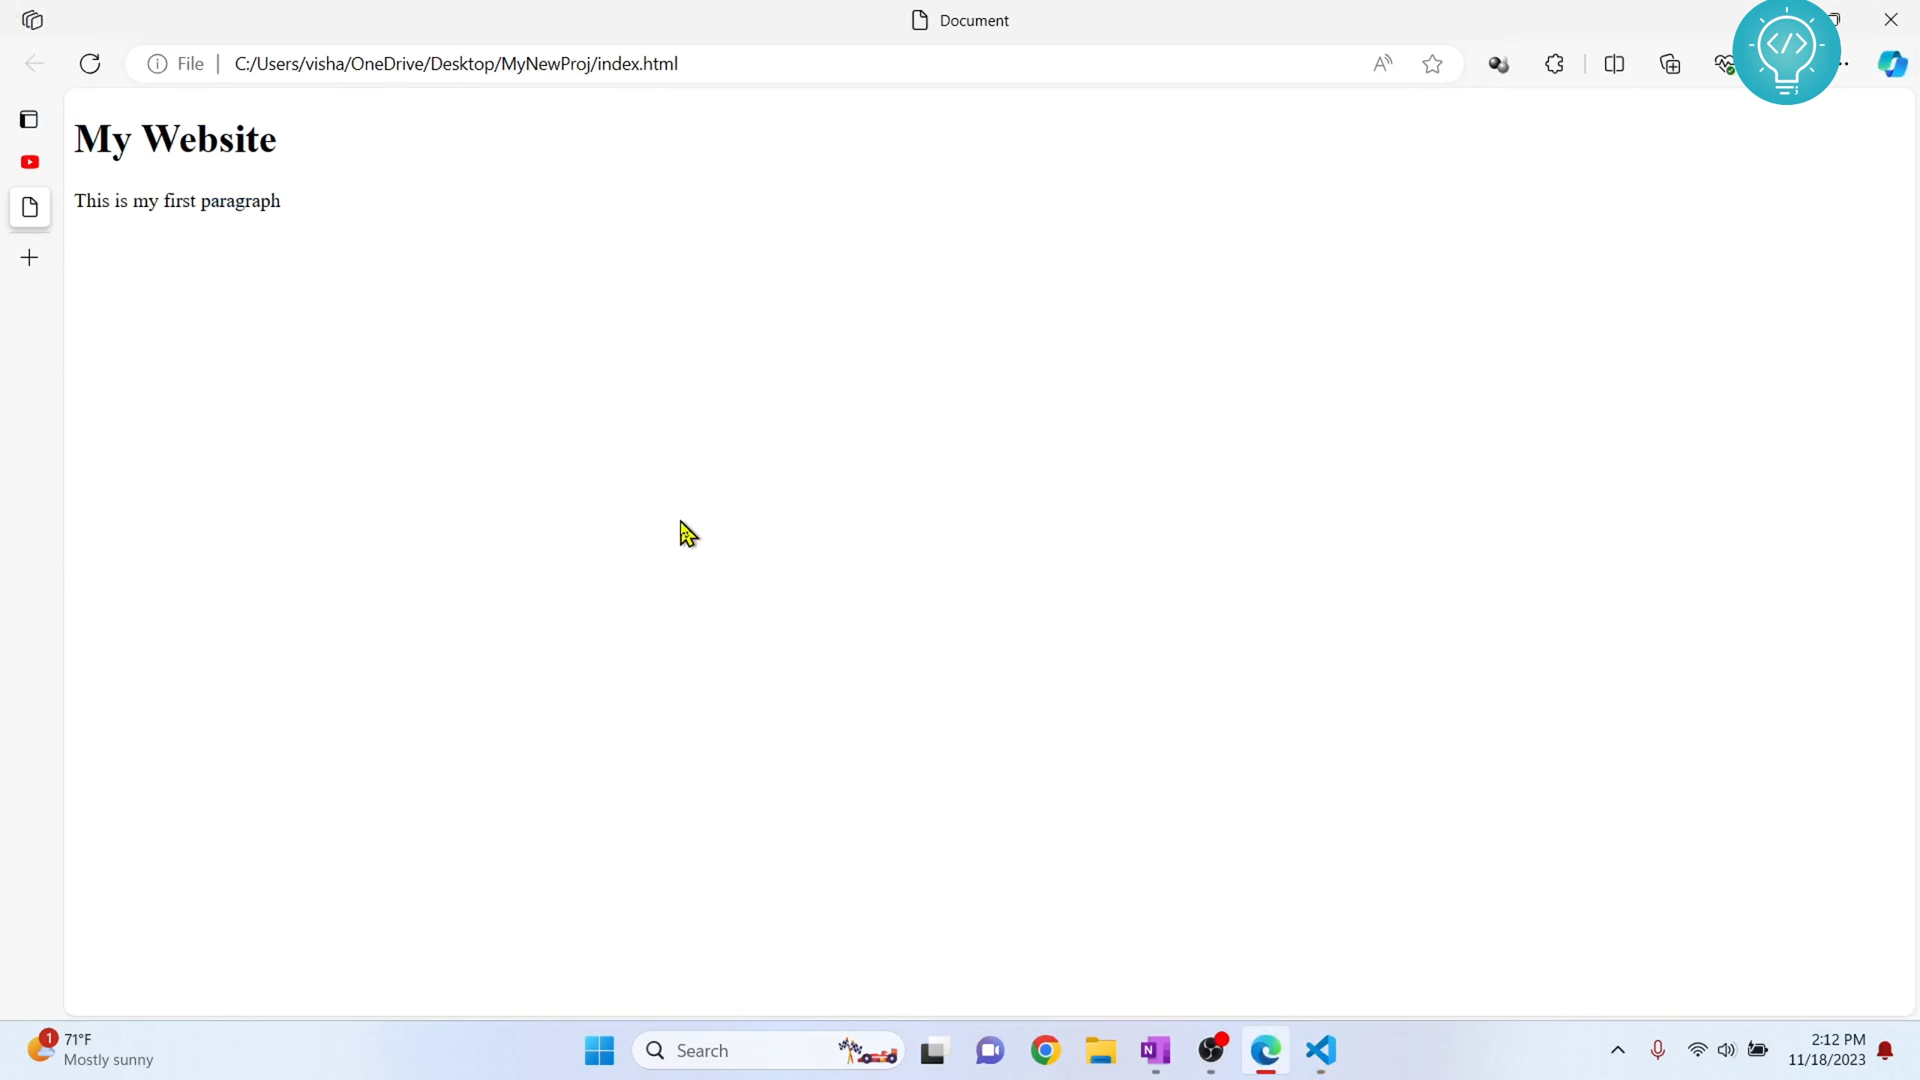 Document
File
C:/Users/visha/OneDrive/Desktop/MyNewProj/index.html
My Website
This is my first paragraph
1
71°F
Mostly sunny
Search
2:12 PM
11/18/2023